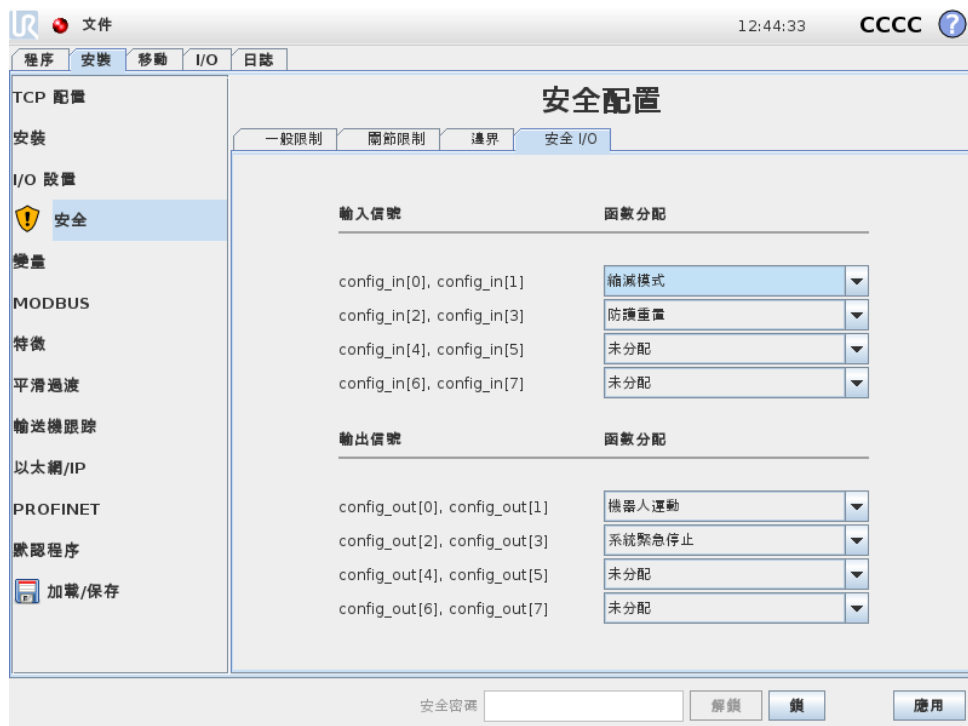 UR 文件 12:44:33 CCCC ?
程序 安裝 移動 I/O 日誌
TCP 配置
安裝
I/O 設置
安全
變量
MODBUS
特徵
平滑過渡
輸送機跟踪
以太網/IP
PROFINET
默認程序
加載/保存
安全配置
一般限制 關節限制 邊界 安全 I/O
輸入信號 函數分配
config_in[0], config_in[1] 縮減模式
config_in[2], config_in[3] 防護重置
config_in[4], config_in[5] 未分配
config_in[6], config_in[7] 未分配
輸出信號 函數分配
config_out[0], config_out[1] 機器人運動
config_out[2], config_out[3] 系統緊急停止
config_out[4], config_out[5] 未分配
config_out[6], config_out[7] 未分配
安全密碼 解鎖 鎖 應用